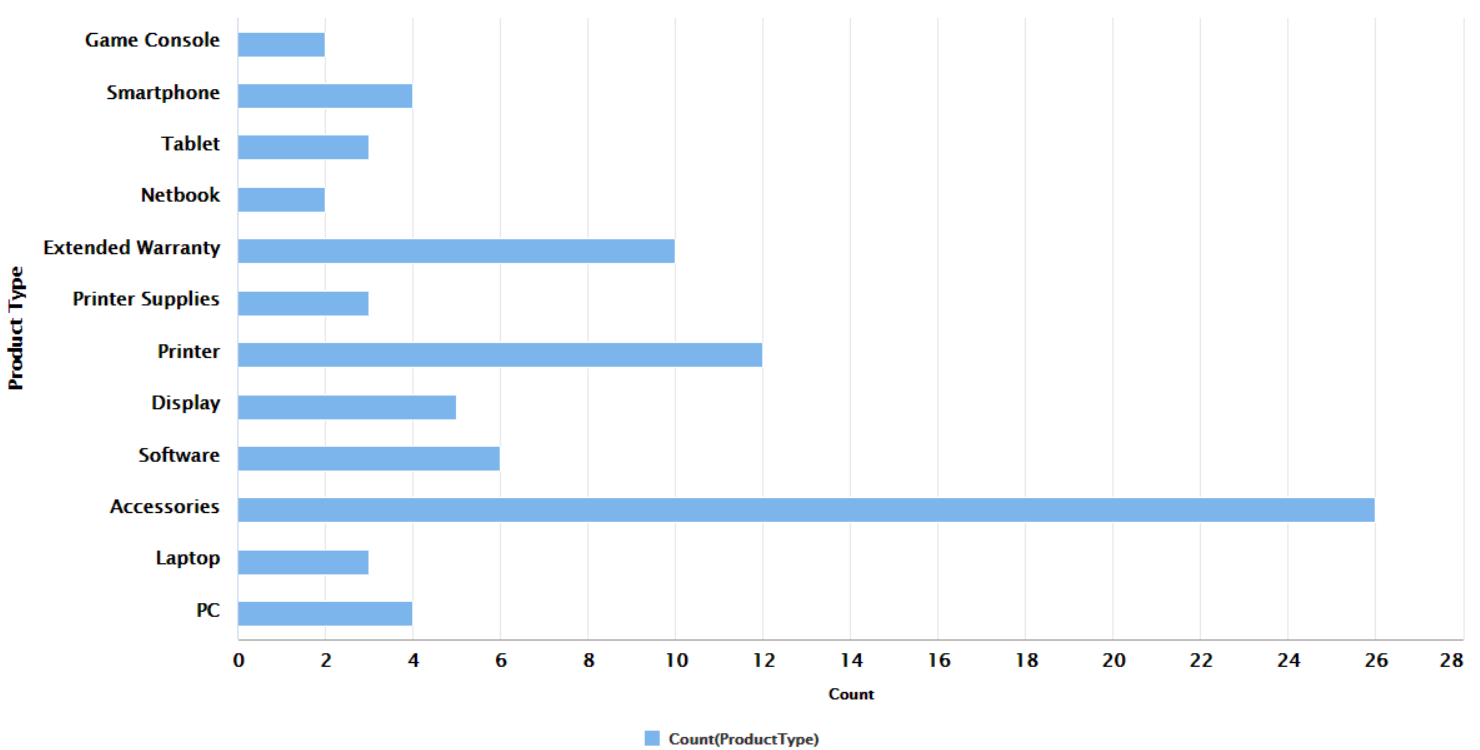 Game Console
Smartphone
Tablet
Netbook
Extended Warranty
Printer Supplies
Printer
Display
Software
Accessories
Laptop
PC
Product Type
0 2 4 6 8 10 12 14 16 18 20 22 24 26 28
Count
Count(ProductType)